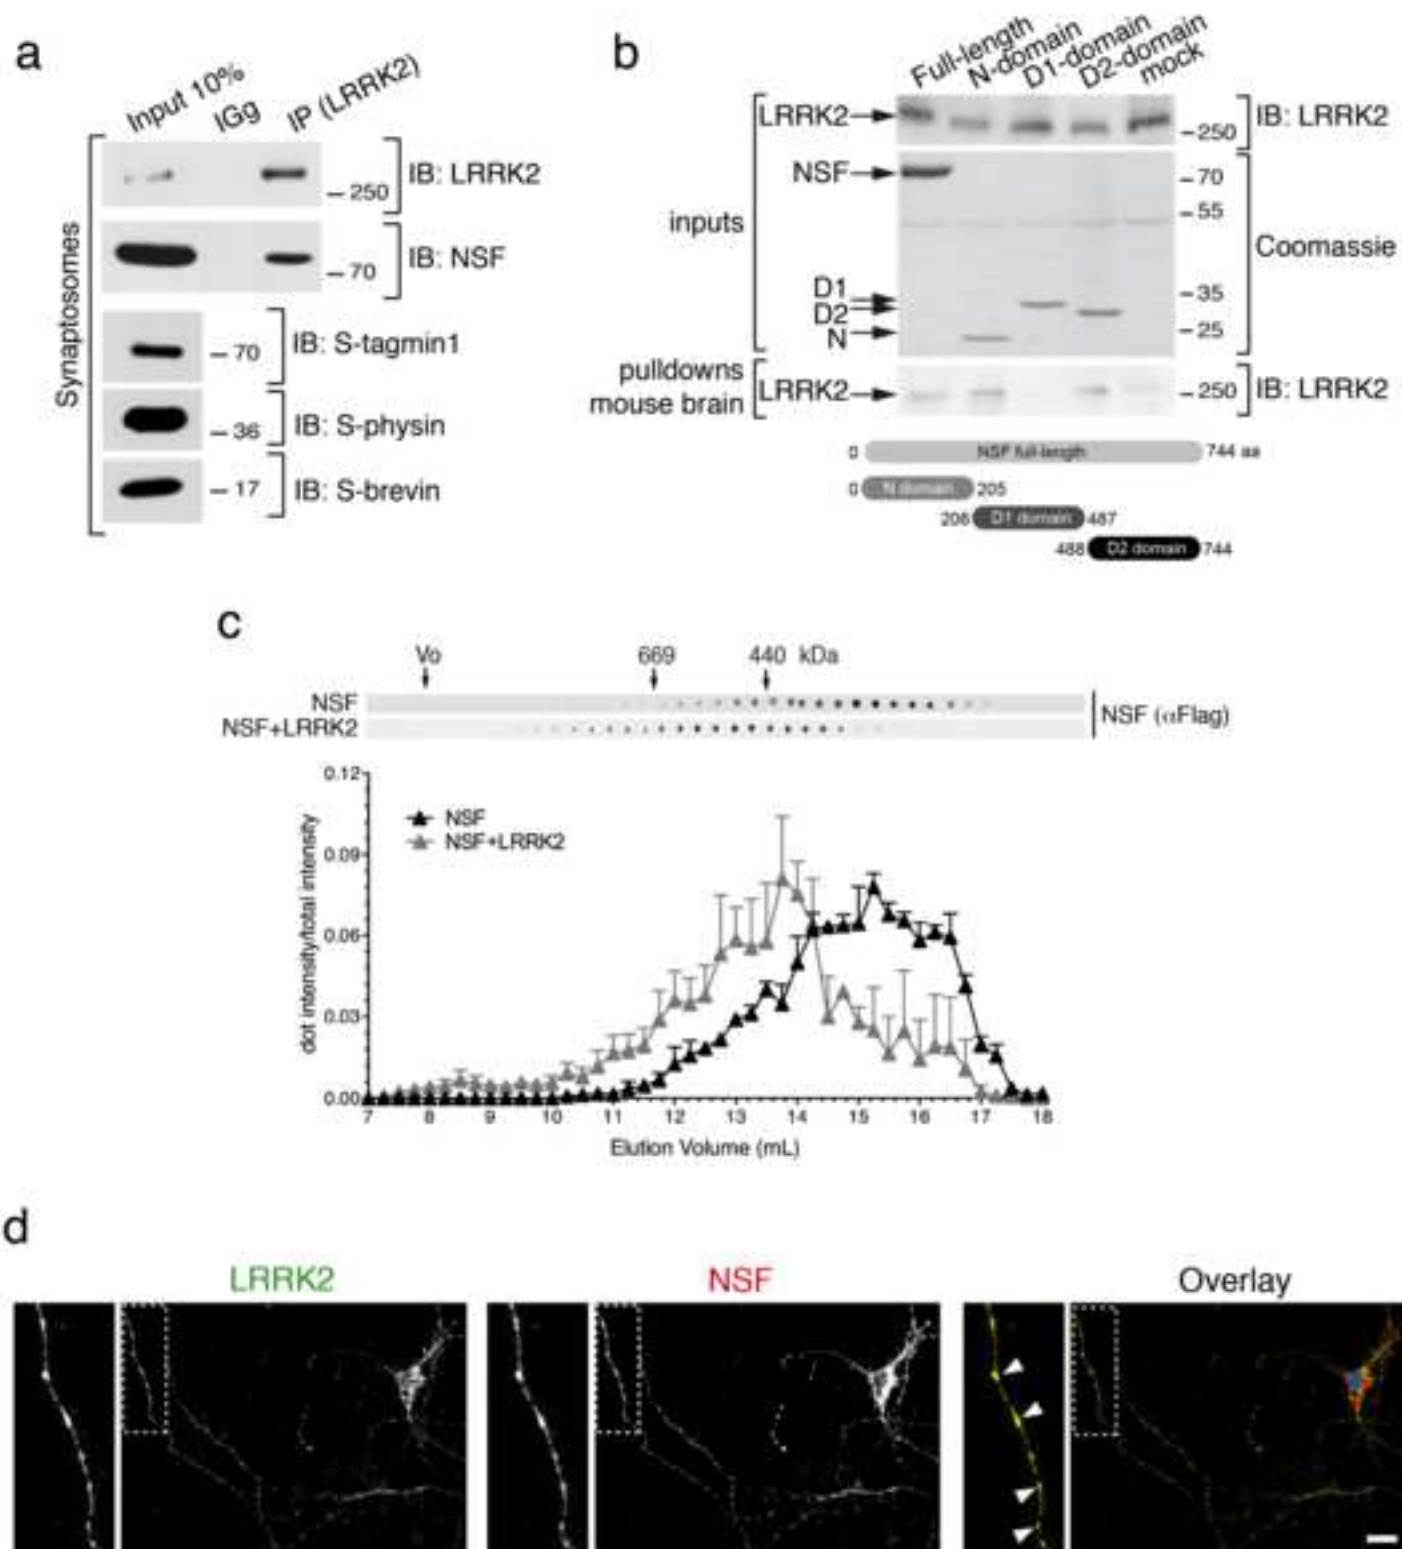 a
Input 10%
IGg
IP (LRRK2)
Synaptosomes
– 250
IB: LRRK2
– 70
IB: NSF
– 70
IB: S-tagmin1
– 36
IB: S-physin
– 17
IB: S-brevin
b
Full-length
N-domain
D1-domain
D2-domain
mock
inputs
LRRK2
–250
IB: LRRK2
NSF
–70
–55
D1
D2
N
–35
–25
Coomassie
pulldowns
mouse brain
LRRK2
–250
IB: LRRK2
0 NSF full-length 744 aa
0 N domain 205
206 D1 domain 487
488 D2 domain 744
c
Vo 669 440 kDa
NSF
NSF+LRRK2
NSF (αFlag)
0.12
0.09
0.06
0.03
0.00
dot intensity/total intensity
NSF
NSF+LRRK2
7 8 9 10 11 12 13 14 15 16 17 18
Elution Volume (mL)
d
LRRK2 NSF Overlay